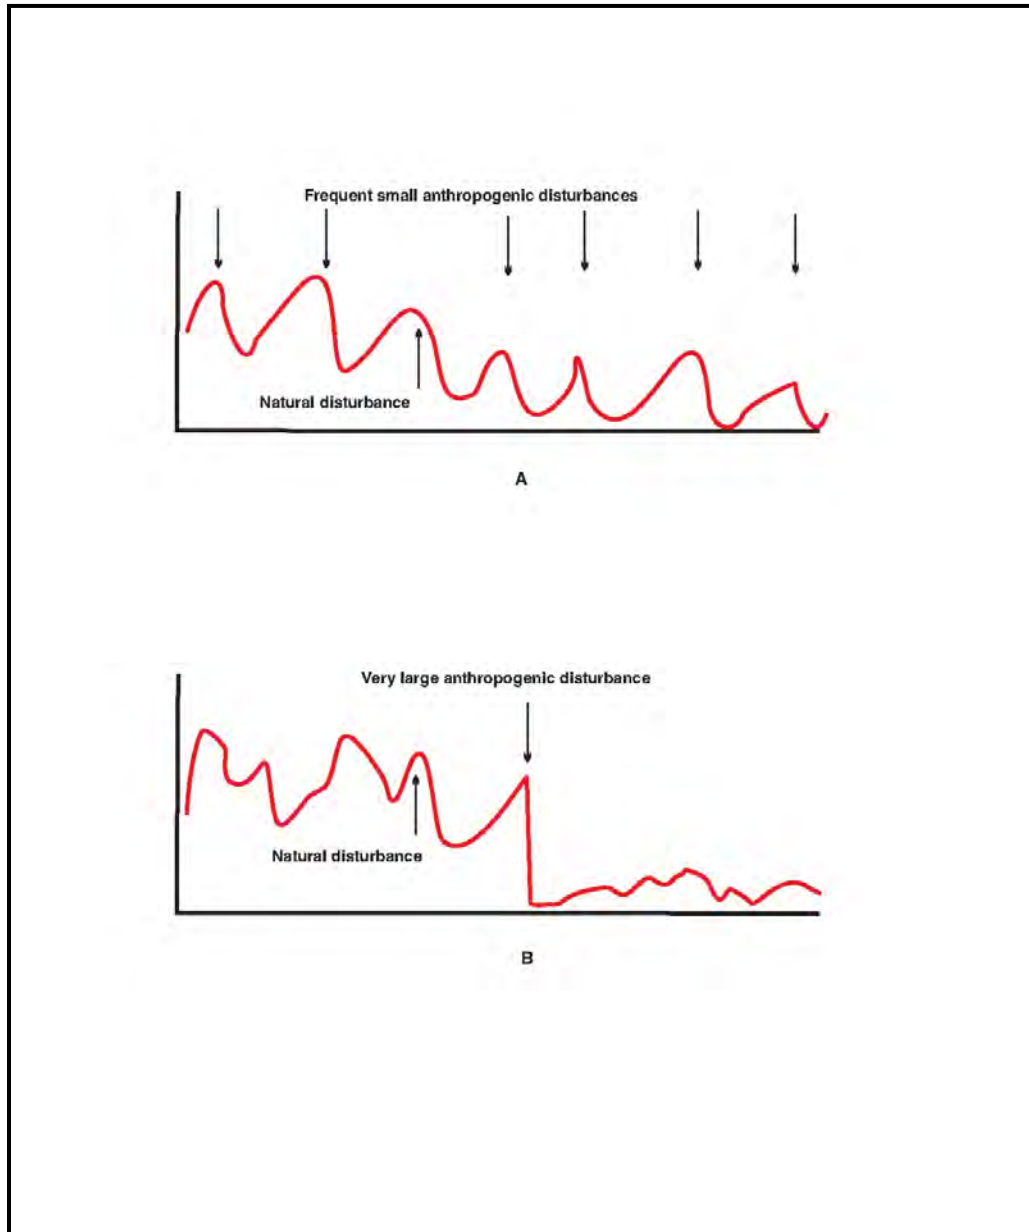 Frequent small anthropogenic disturbances
Natural disturbance
A
Very large anthropogenic disturbance
Natural disturbance
B